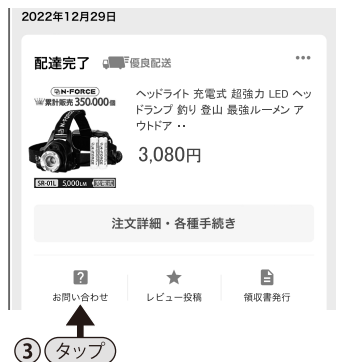 2022年12月29日
配達完了 優良配送
N-FORCE
累計販売 350,000個
SR-01L 5,000LM
ヘッドライト 充電式 超強力 LED ヘッ
ドランプ 釣り 登山 最強ルーメン ア
ウトドア ・・
3,080円
注文詳細・各種手続き
お問い合わせ レビュー投稿 領収書発行
③ タップ